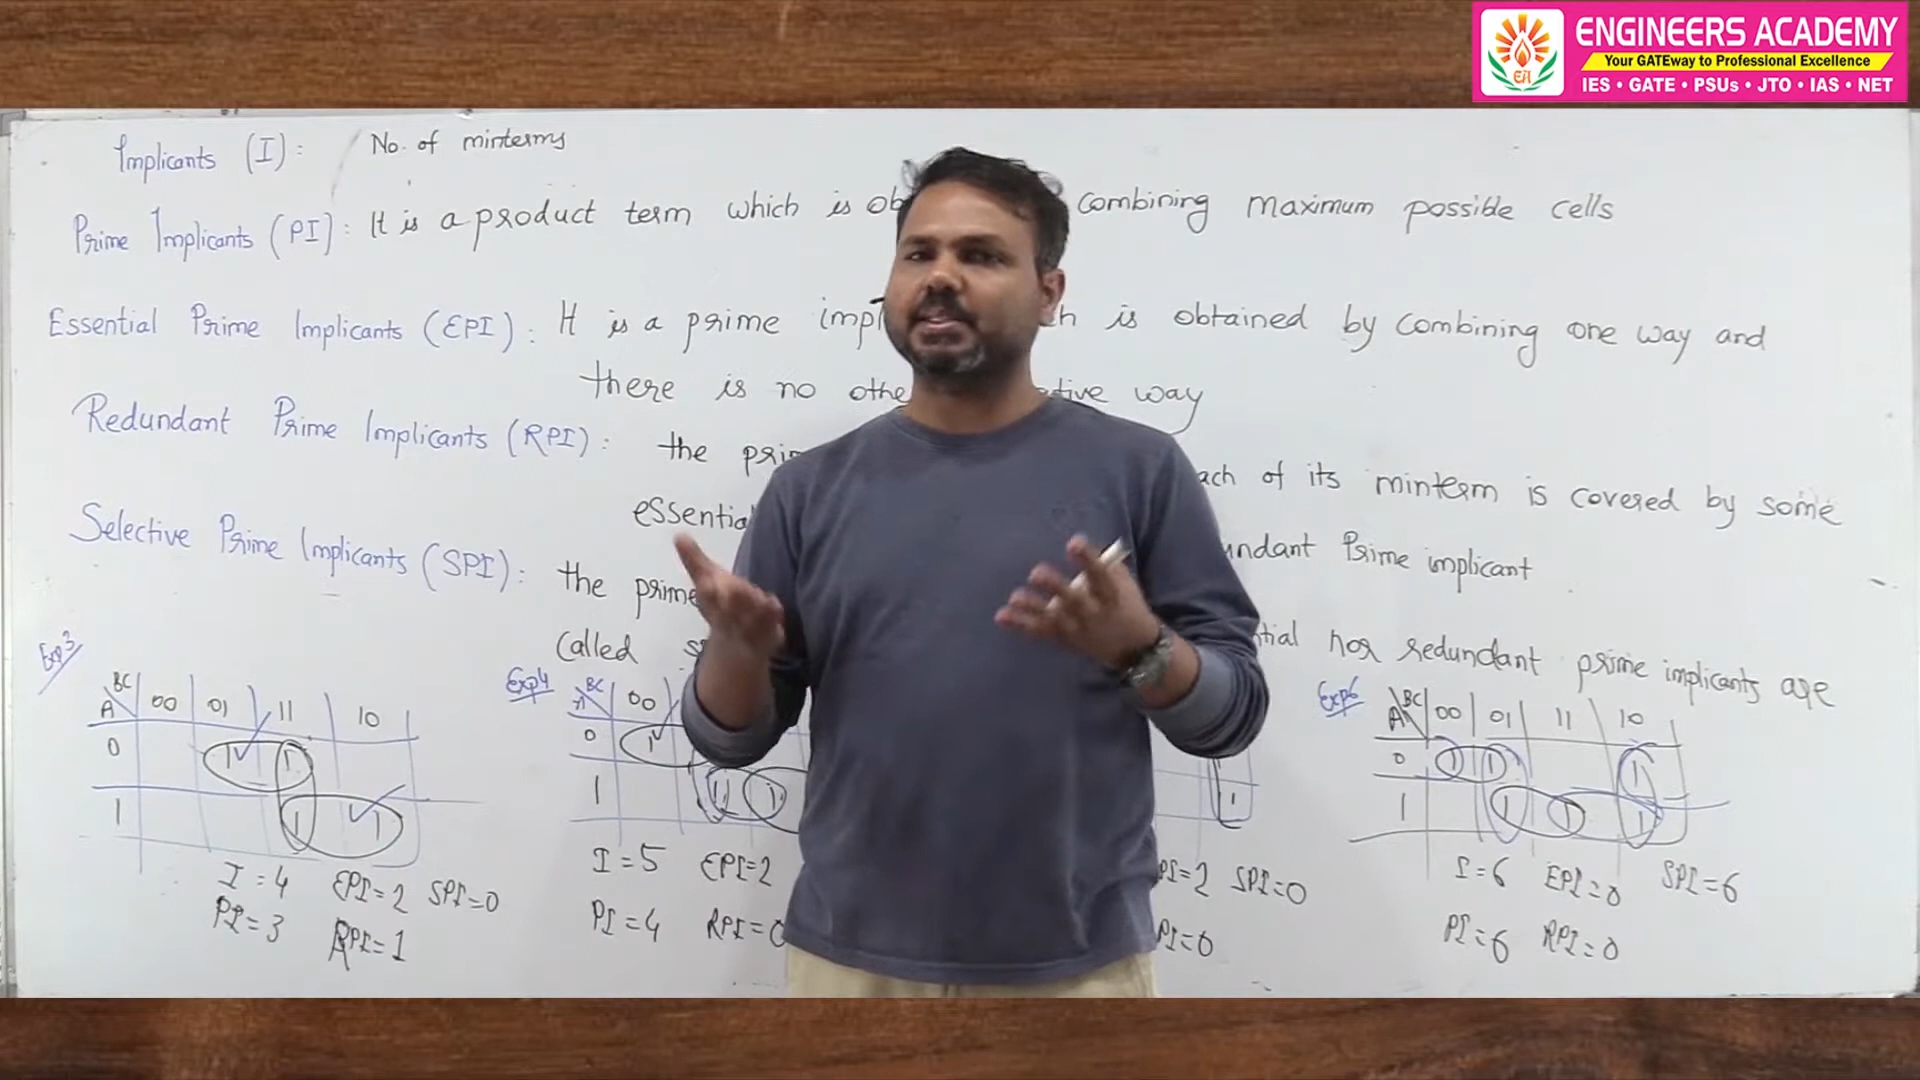 ENGINEERS ACADEMY
Your GATEway to Professional Excellence
IES • GATE • PSUs • JTO • IAS • NET
Implicants (I): No. of minterms
Prime Implicants (PI): It is a product term which is ob combining maximum possible cells
Essential Prime Implicants (EPI): It is a prime impl ch is obtained by combining one way and
there is no othe ative way
Redundant Prime Implicants (RPI): the prim each of its minterm is covered by some
essential undant Prime implicant
Selective Prime Implicants (SPI): the prime
called s ntial nor redundant prime implicants are
Exp3
BC
A 00 01 11 10
0 1 1
1 1 1
I = 4 EPI = 2 SPI = 0
PI = 3 RPI = 1
Exp4
BC
A 00
0 1
1 1 1
I = 5 EPI = 2
PI = 4 RPI = 0
1
PI = 2 SPI = 0
PI = 0
Exp6
BC
A 00 01 11 10
0 1 1 1
1 1 1 1
I = 6 EPI = 0 SPI = 6
PI = 6 RPI = 0